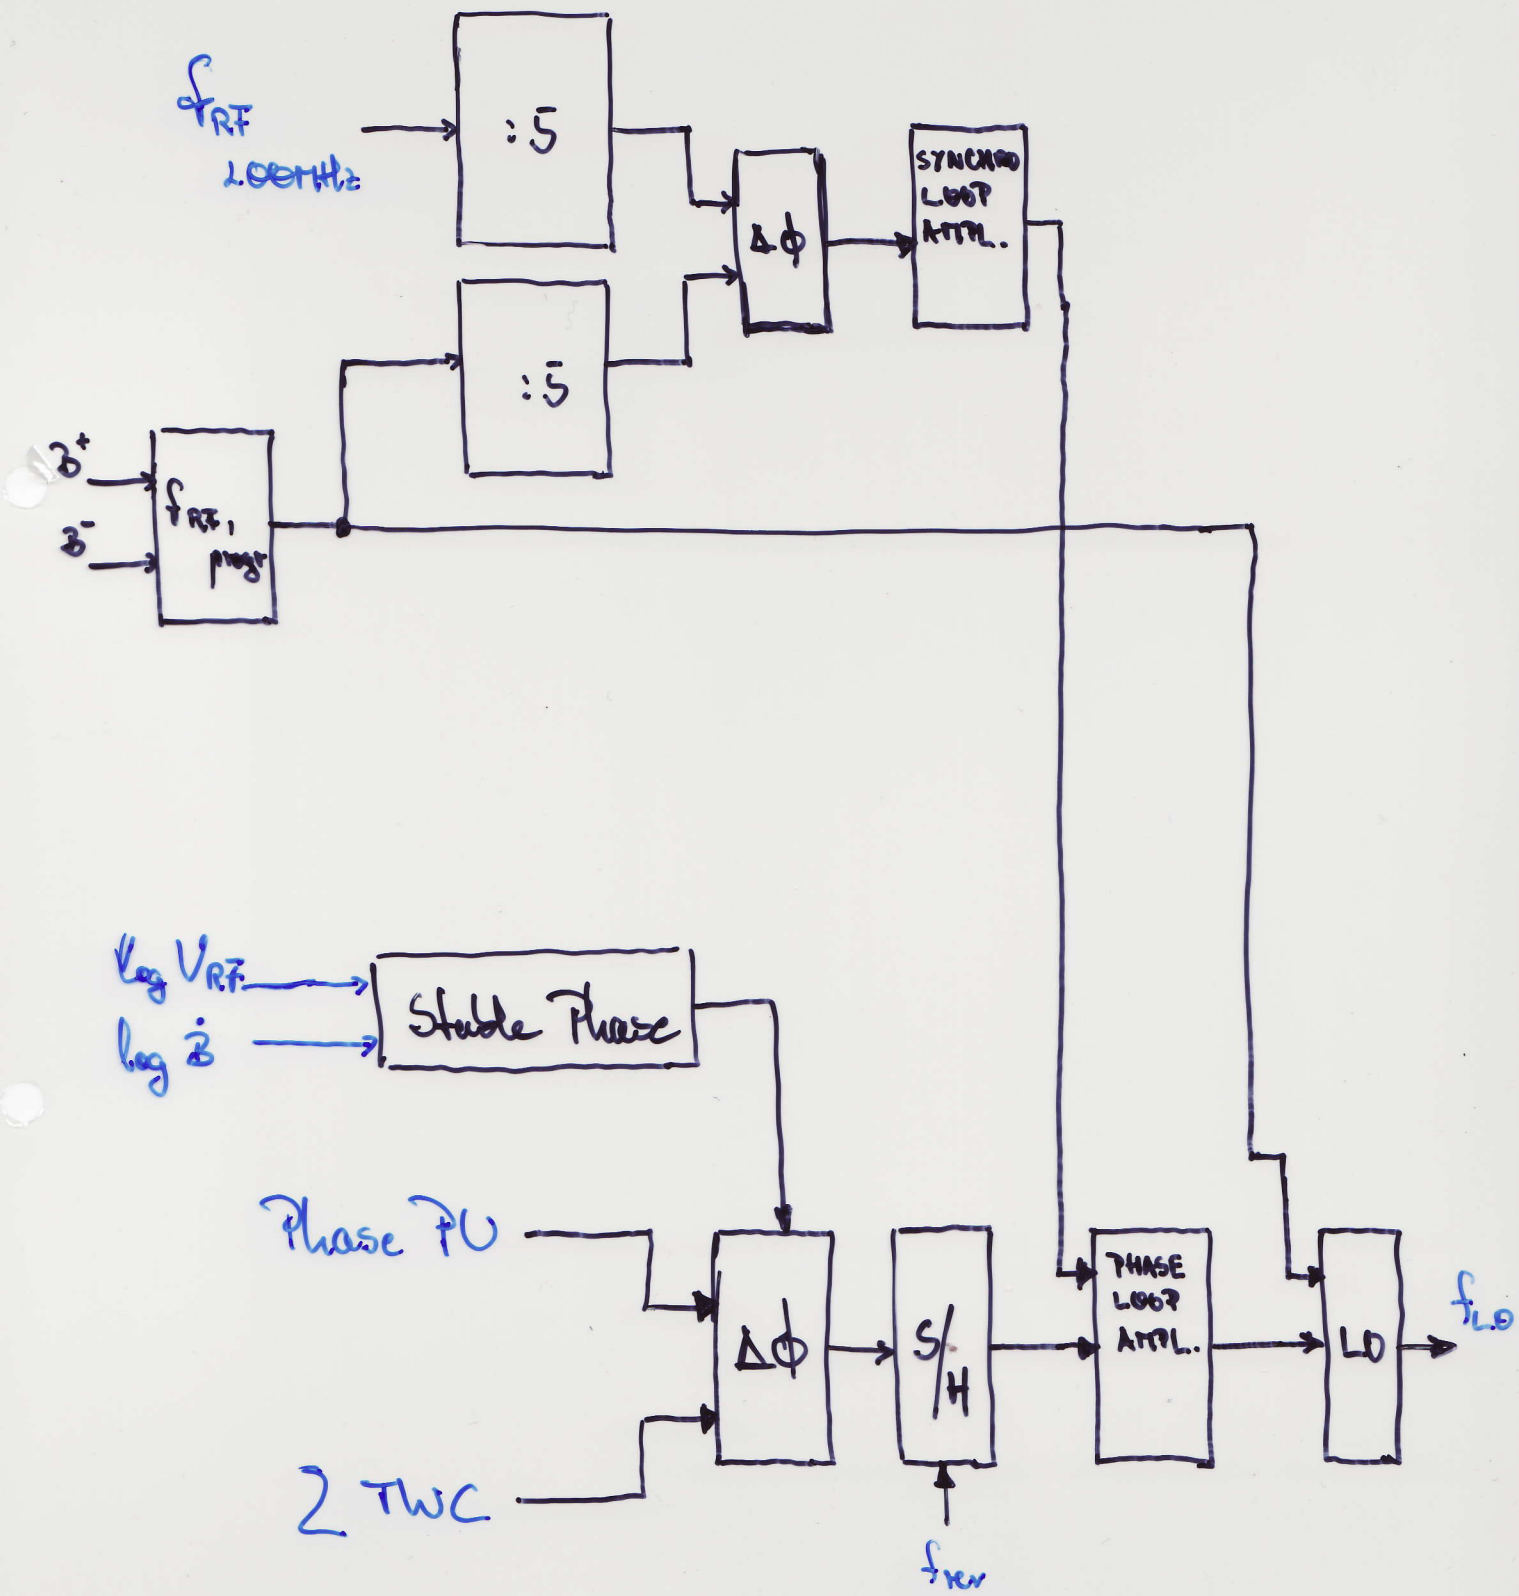 f_RF
200MHz
:5
Δϕ
SYNCHRO
LOOP
AMPL.
:5
B⁺
B⁻
f_RF,
progr
log V_RF
log Ḃ
Stable Phase
Phase PU
Σ TWC
Δϕ
S/H
f_rev
PHASE
LOOP
AMPL.
LO
f_LO